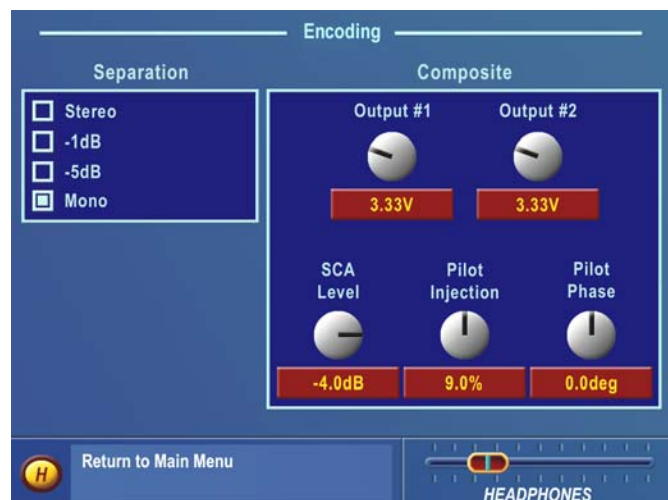 Encoding
Separation
Stereo
-1dB
-5dB
Mono
Composite
Output #1 Output #2
3.33V 3.33V
SCA Level
Pilot Injection
Pilot Phase
-4.0dB 9.0% 0.0deg
H
Return to Main Menu
HEADPHONES